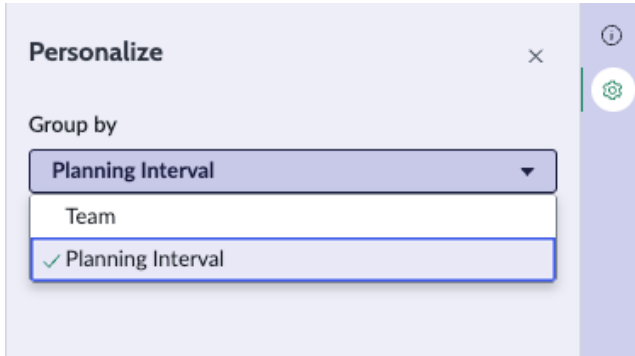 Personalize
Group by
Planning Interval
Team
Planning Interval